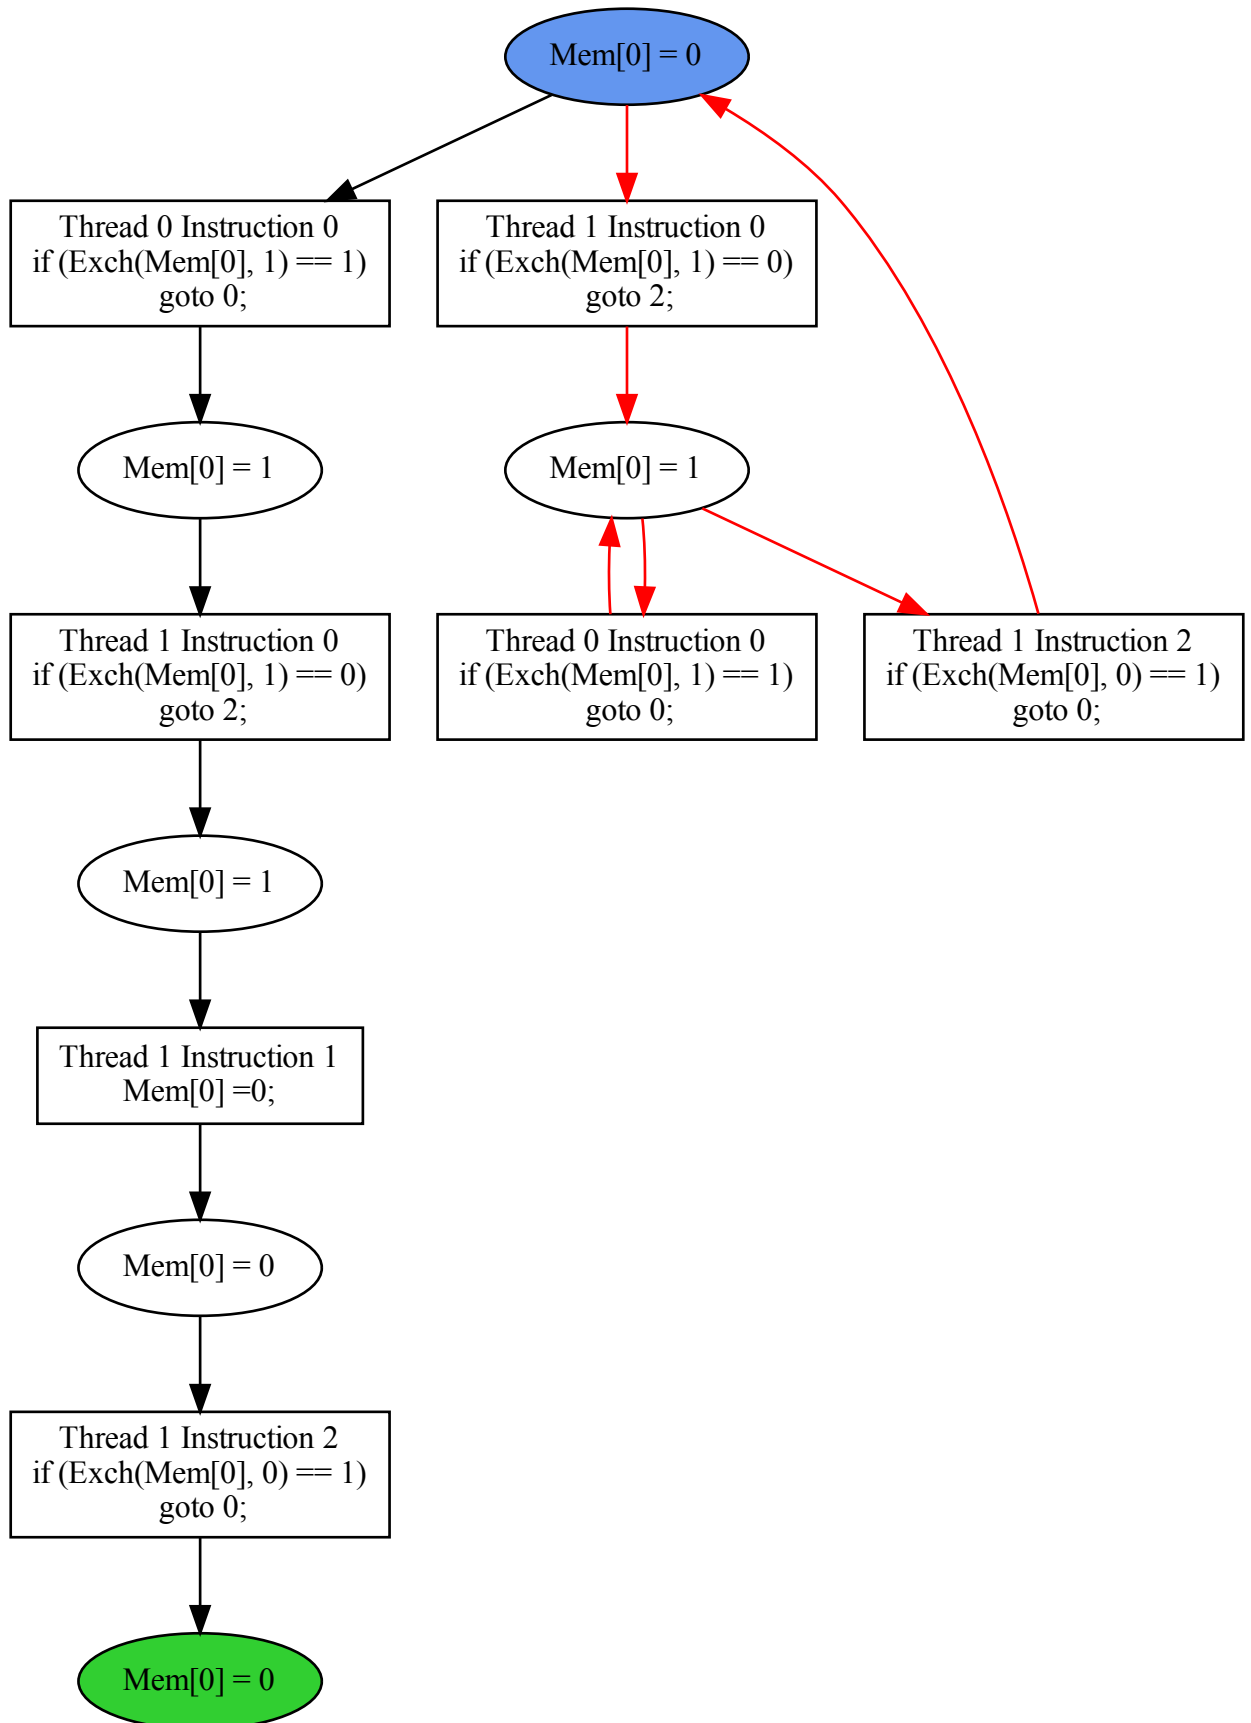 Mem[0] = 0
Thread 0 Instruction 0
if (Exch(Mem[0], 1) == 1)
goto 0;
Thread 1 Instruction 0
if (Exch(Mem[0], 1) == 0)
goto 2;
Mem[0] = 1
Mem[0] = 1
Thread 1 Instruction 0
if (Exch(Mem[0], 1) == 0)
goto 2;
Thread 0 Instruction 0
if (Exch(Mem[0], 1) == 1)
goto 0;
Thread 1 Instruction 2
if (Exch(Mem[0], 0) == 1)
goto 0;
Mem[0] = 1
Thread 1 Instruction 1
Mem[0] =0;
Mem[0] = 0
Thread 1 Instruction 2
if (Exch(Mem[0], 0) == 1)
goto 0;
Mem[0] = 0